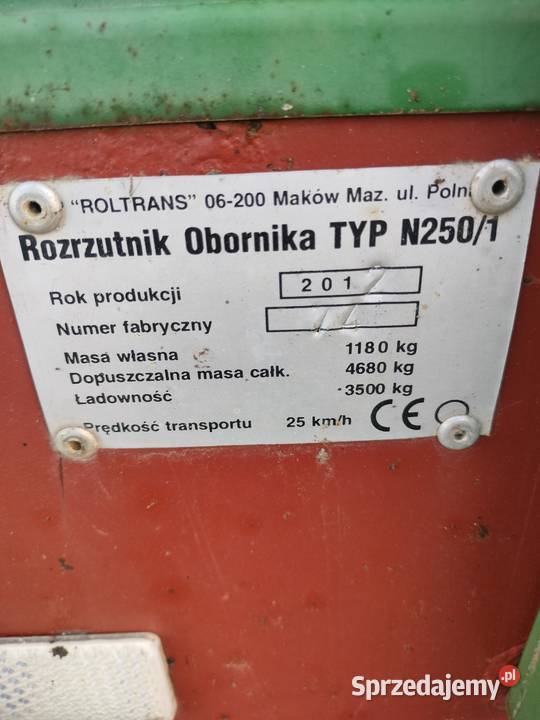 "ROLTRANS" 06-200 Maków Maz. ul.
Rozrzutnik Obornika TYP N250/1
Rok produkcji 201
Numer fabryczny
Masa własna 1180 kg
Dopuszczalna masa całk. 4680 kg
Ładowność 3500 kg
Prędkość transportu 25 km/h CE
Sprzedajemy.pl